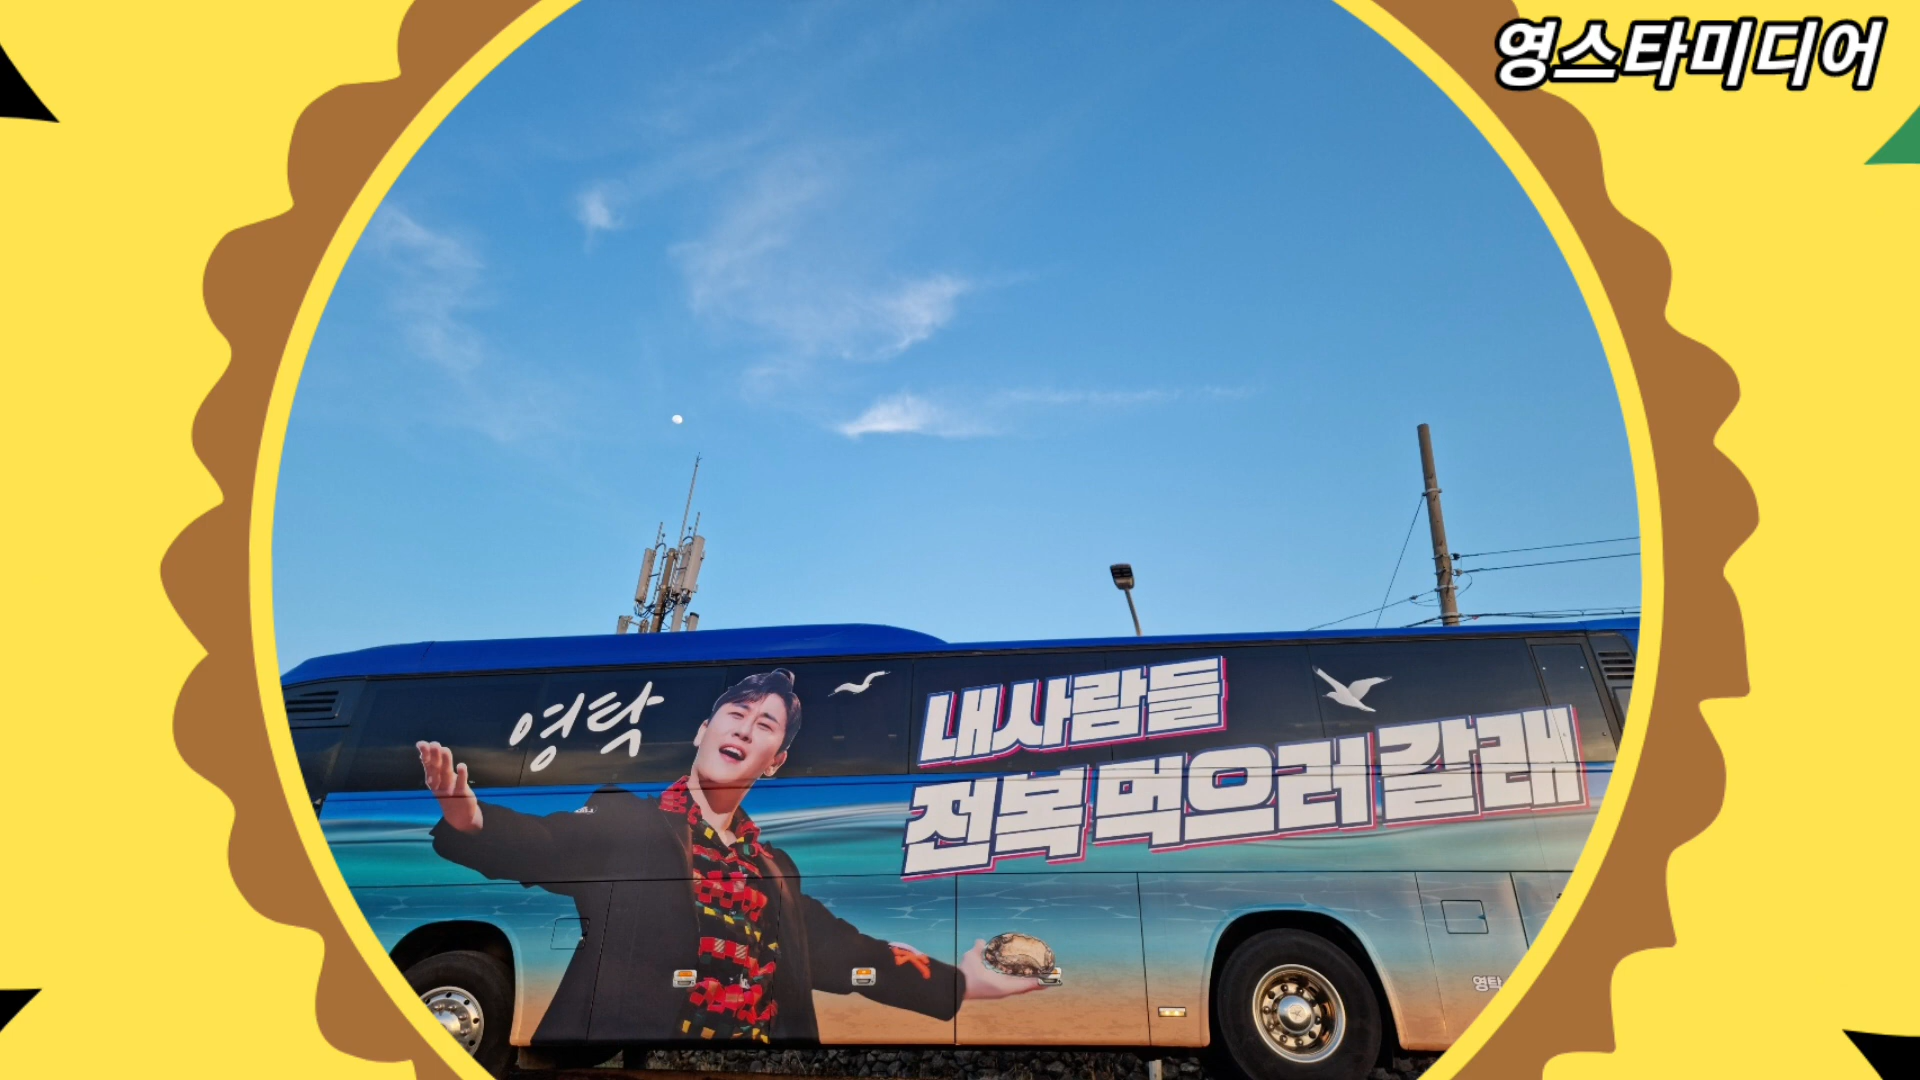 영스타미디어
영탁
내사람들
전복 먹으러 갈래
영탁